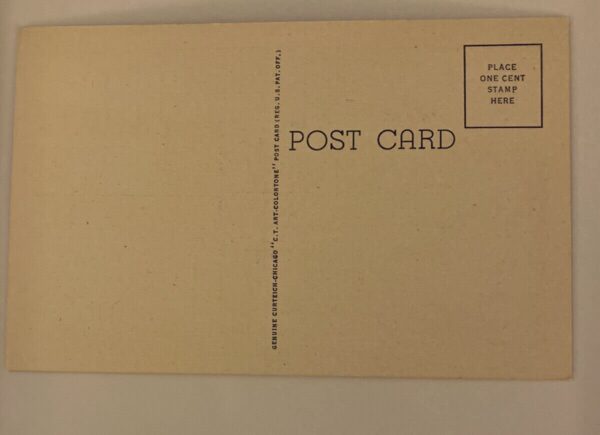 PLACE
ONE CENT
STAMP
HERE
POST CARD
GENUINE CURTEICH-CHICAGO "C.T. ART-COLORTONE" POST CARD (REG. U.S. PAT. OFF.)